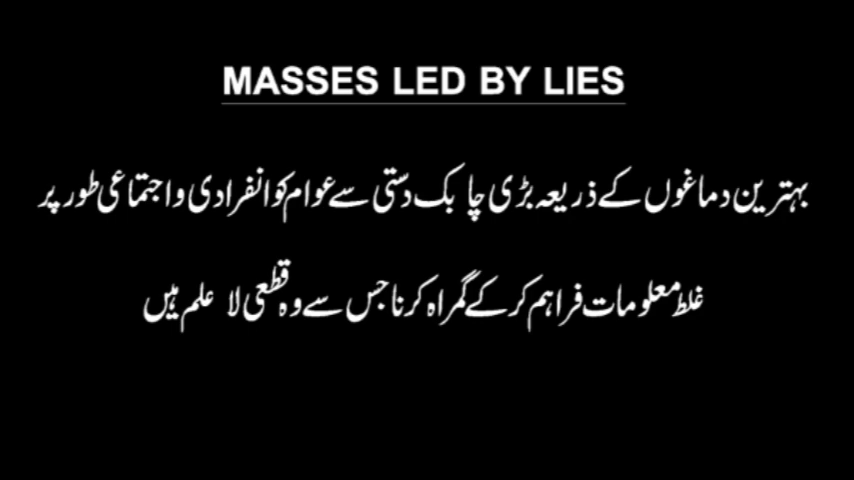 MASSES LED BY LIES
بہترین دماغوں کے ذریعہ بڑی چابک دستی سے عوام کو انفرادی و اجتماعی طور پر
غلط معلومات فراہم کر کے گمراہ کرنا جس سے وہ قطعی لا علم ہیں